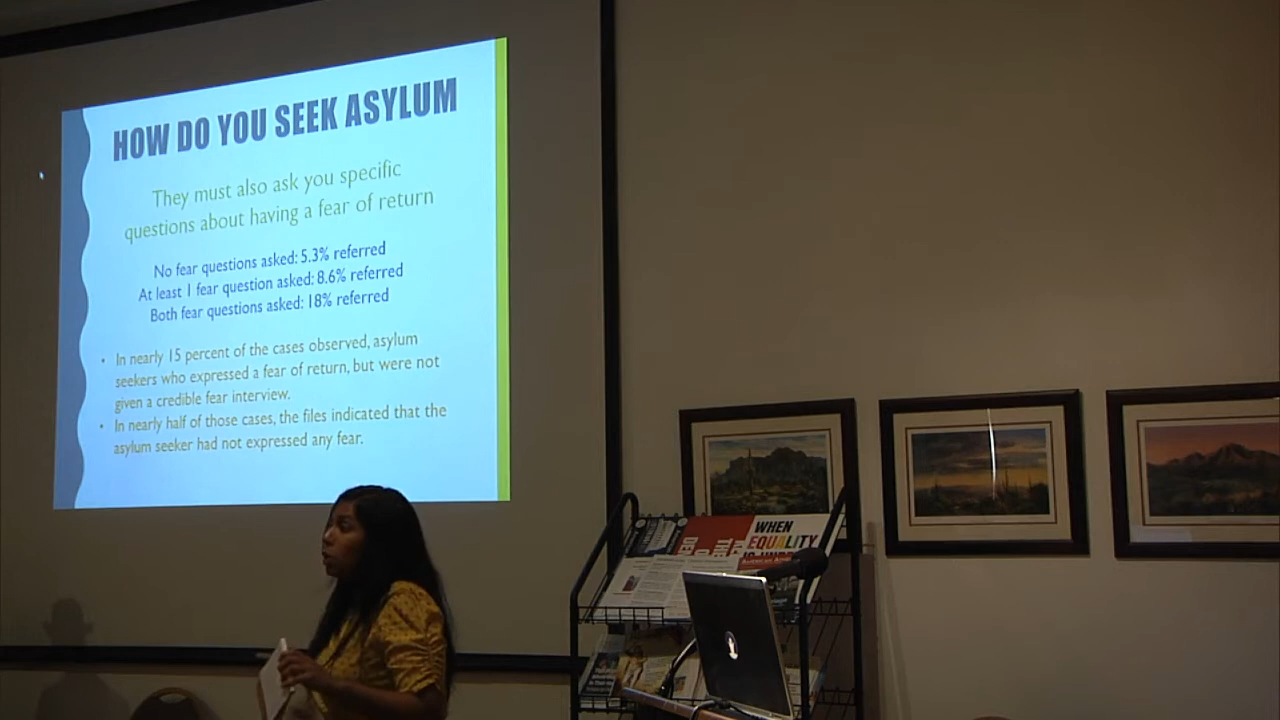 HOW DO YOU SEEK ASYLUM
They must also ask you specific
questions about having a fear of return
No fear questions asked: 5.3% referred
At least 1 fear question asked: 8.6% referred
Both fear questions asked: 18% referred
• In nearly 15 percent of the cases observed, asylum
seekers who expressed a fear of return, but were not
given a credible fear interview.
• In nearly half of those cases, the files indicated that the
asylum seeker had not expressed any fear.
WHEN
EQUALITY